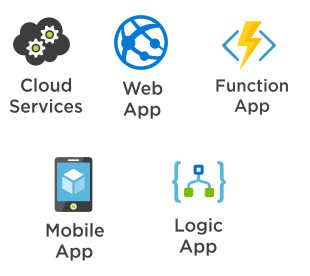 Cloud
Services
Web
App
Function
App
Mobile
App
Logic
App